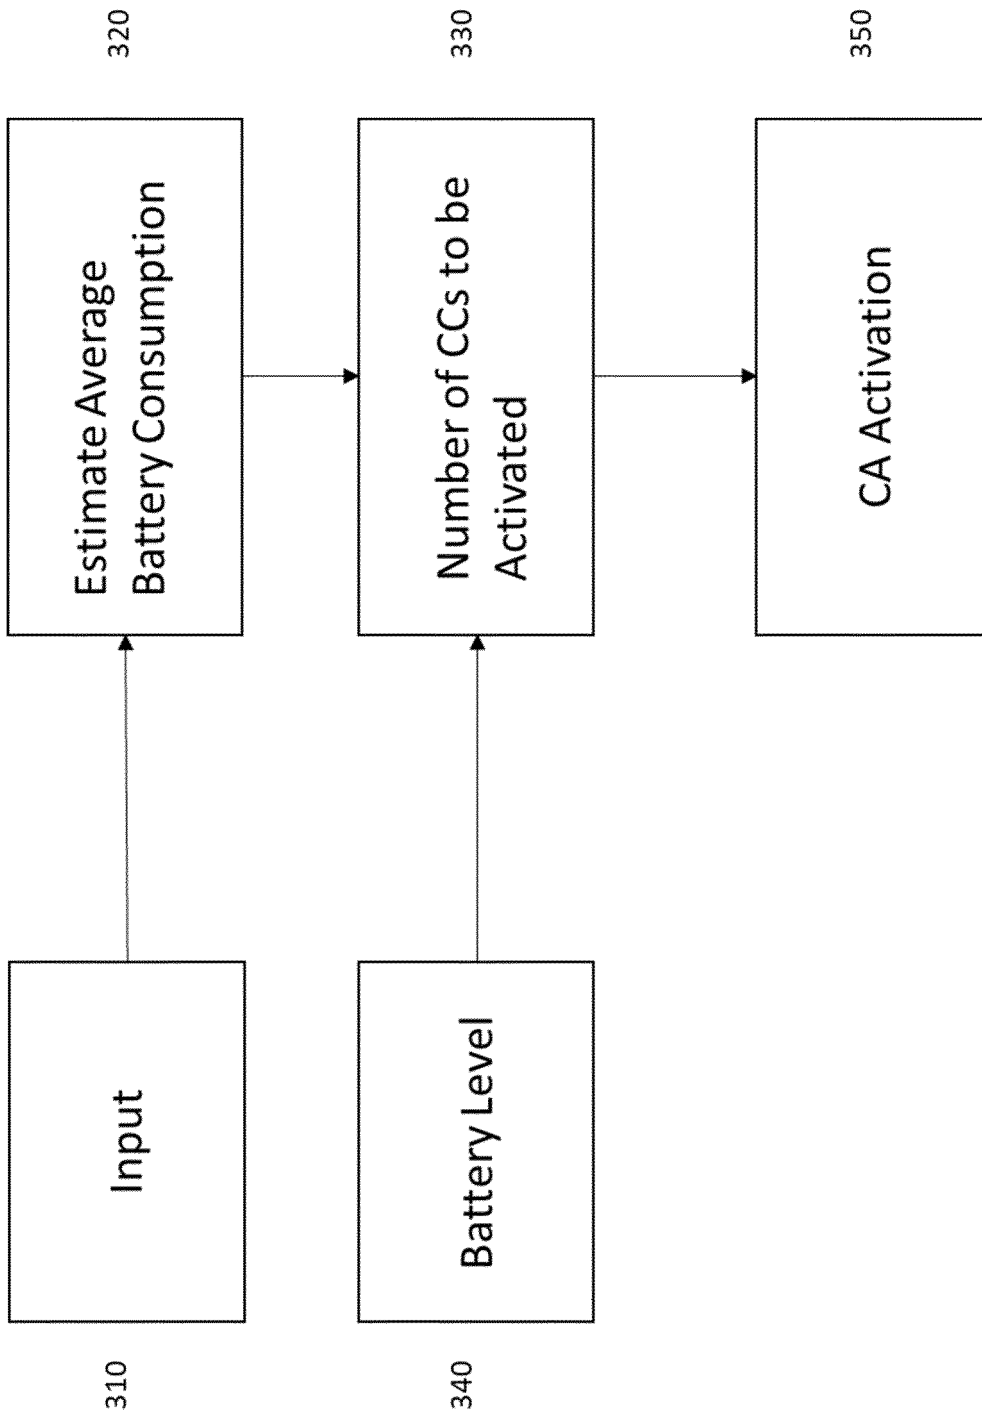 310
Input
Estimate Average
Battery Consumption
320
340
Battery Level
Number of CCs to be
Activated
330
CA Activation
350